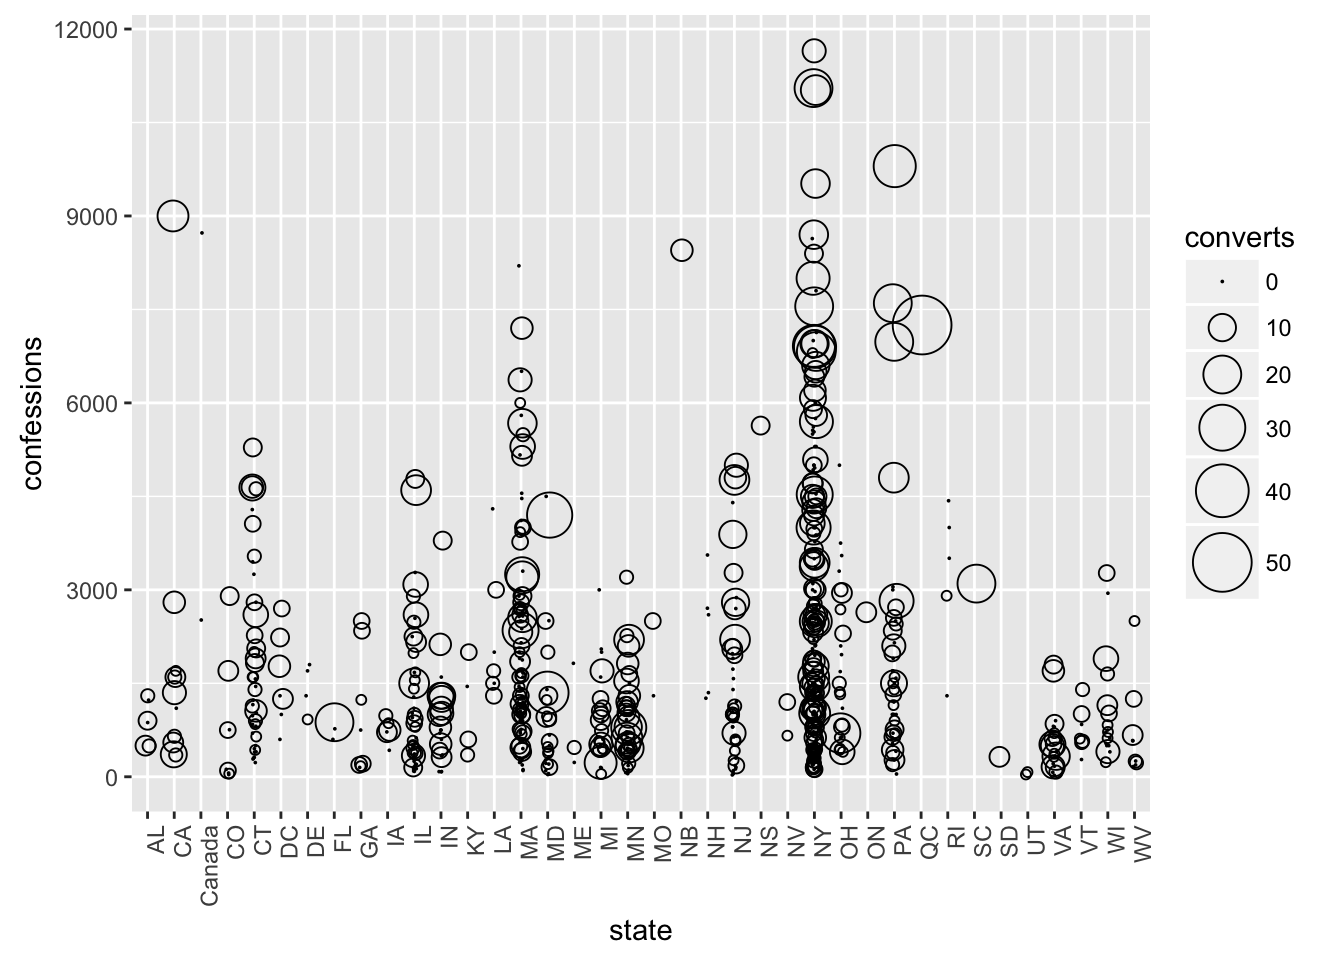 12000
9000
6000
3000
0
confessions
AL
CA
Canada
CO
CT
DC
DE
FL
GA
IA
IL
IN
KY
LA
MA
MD
ME
MI
MN
MO
NB
NH
NJ
NS
NV
NY
OH
ON
PA
QC
RI
SC
SD
UT
VA
VT
WI
WV
state
converts
0
10
20
30
40
50